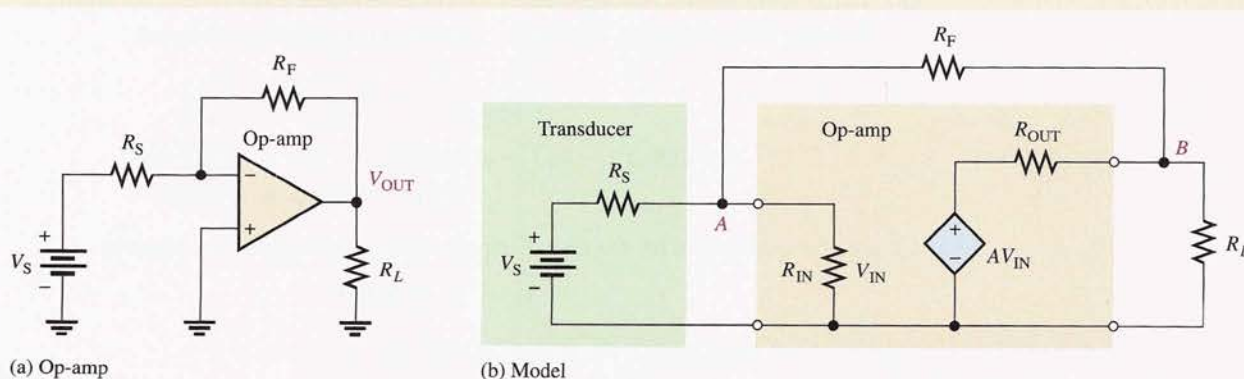 R_F
Op-amp
R_S
−
+
V_OUT
+
V_S
−
R_L
(a) Op-amp
R_F
Transducer
Op-amp
R_OUT
B
R_S
A
+
V_S
−
R_IN
V_IN
+
−
AV_IN
(b) Model